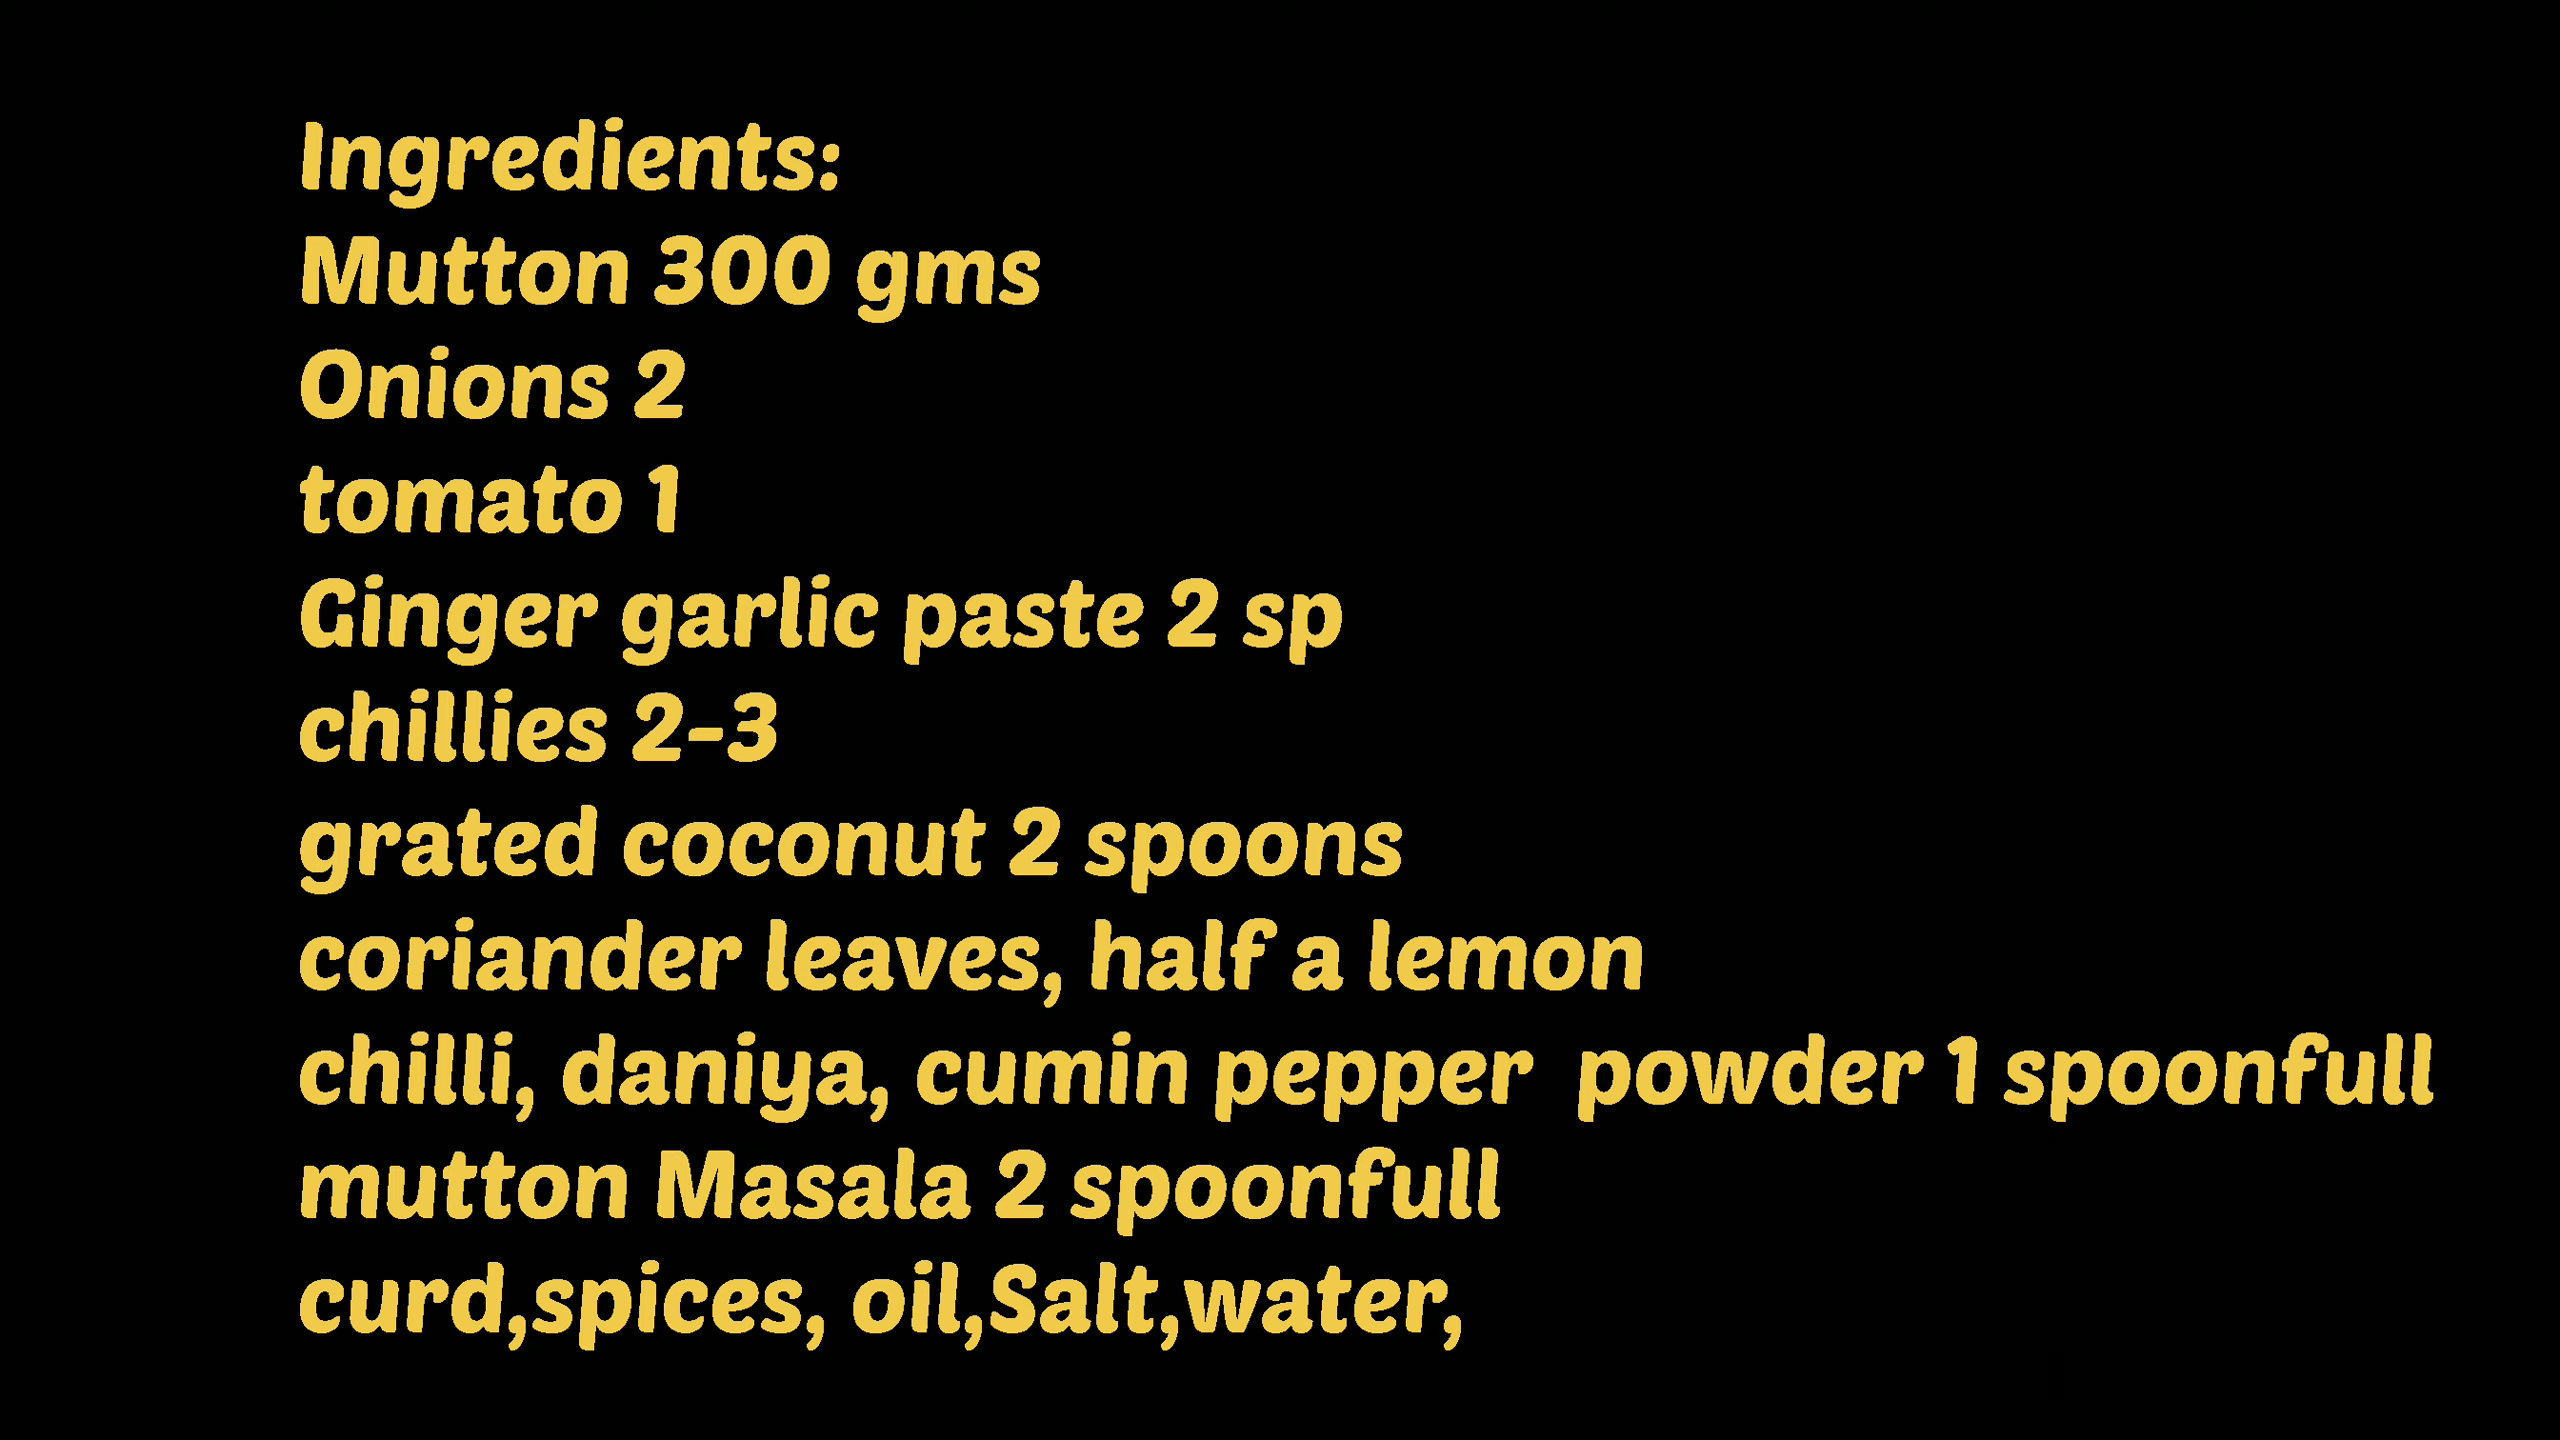 Ingredients:
Mutton 300 gms
Onions 2
tomato 1
Ginger garlic paste 2 sp
chillies 2-3
grated coconut 2 spoons
coriander leaves, half a lemon
chilli, daniya, cumin pepper  powder 1 spoonfull
mutton Masala 2 spoonfull
curd,spices, oil,Salt,water,